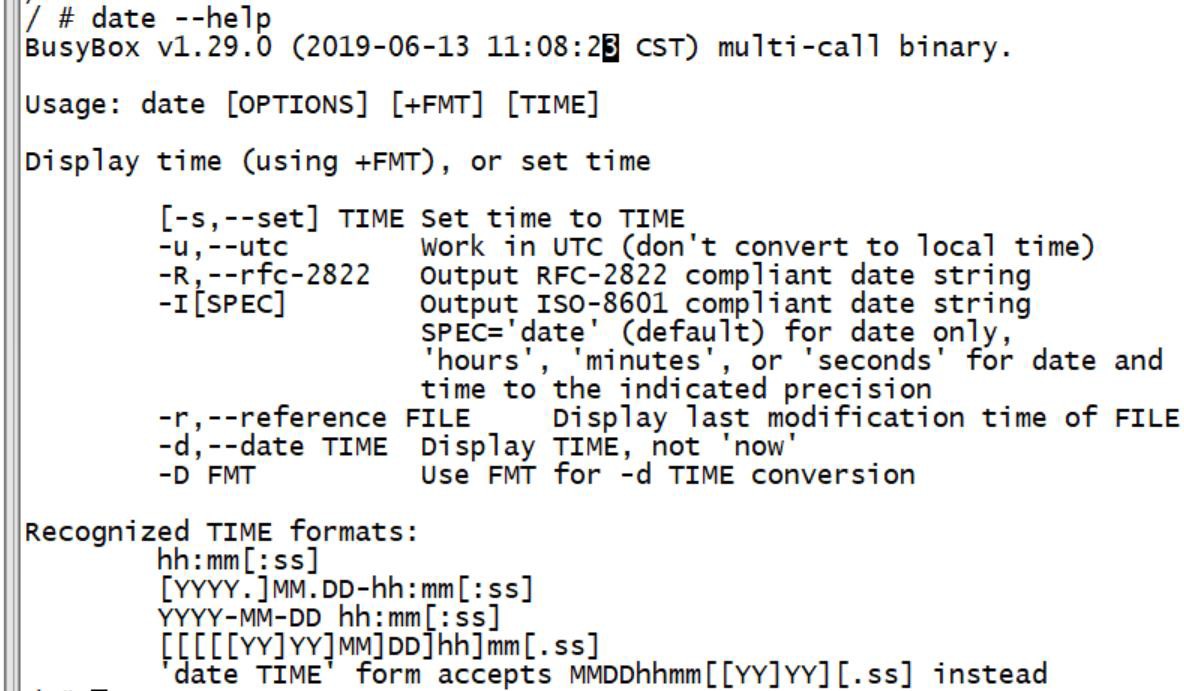 / # date --help
BusyBox v1.29.0 (2019-06-13 11:08:23 CST) multi-call binary.
Usage: date [OPTIONS] [+FMT] [TIME]
Display time (using +FMT), or set time
[-s,--set] TIME Set time to TIME
-u,--utc Work in UTC (don't convert to local time)
-R,--rfc-2822 Output RFC-2822 compliant date string
-I[SPEC] Output ISO-8601 compliant date string
SPEC='date' (default) for date only,
'hours', 'minutes', or 'seconds' for date and
time to the indicated precision
-r,--reference FILE Display last modification time of FILE
-d,--date TIME Display TIME, not 'now'
-D FMT Use FMT for -d TIME conversion
Recognized TIME formats:
hh:mm[:ss]
[YYYY.]MM.DD-hh:mm[:ss]
YYYY-MM-DD hh:mm[:ss]
[[[[[YY]YY]MM]DD]hh]mm[.ss]
'date TIME' form accepts MMDDhhmm[[YY]YY][.ss] instead